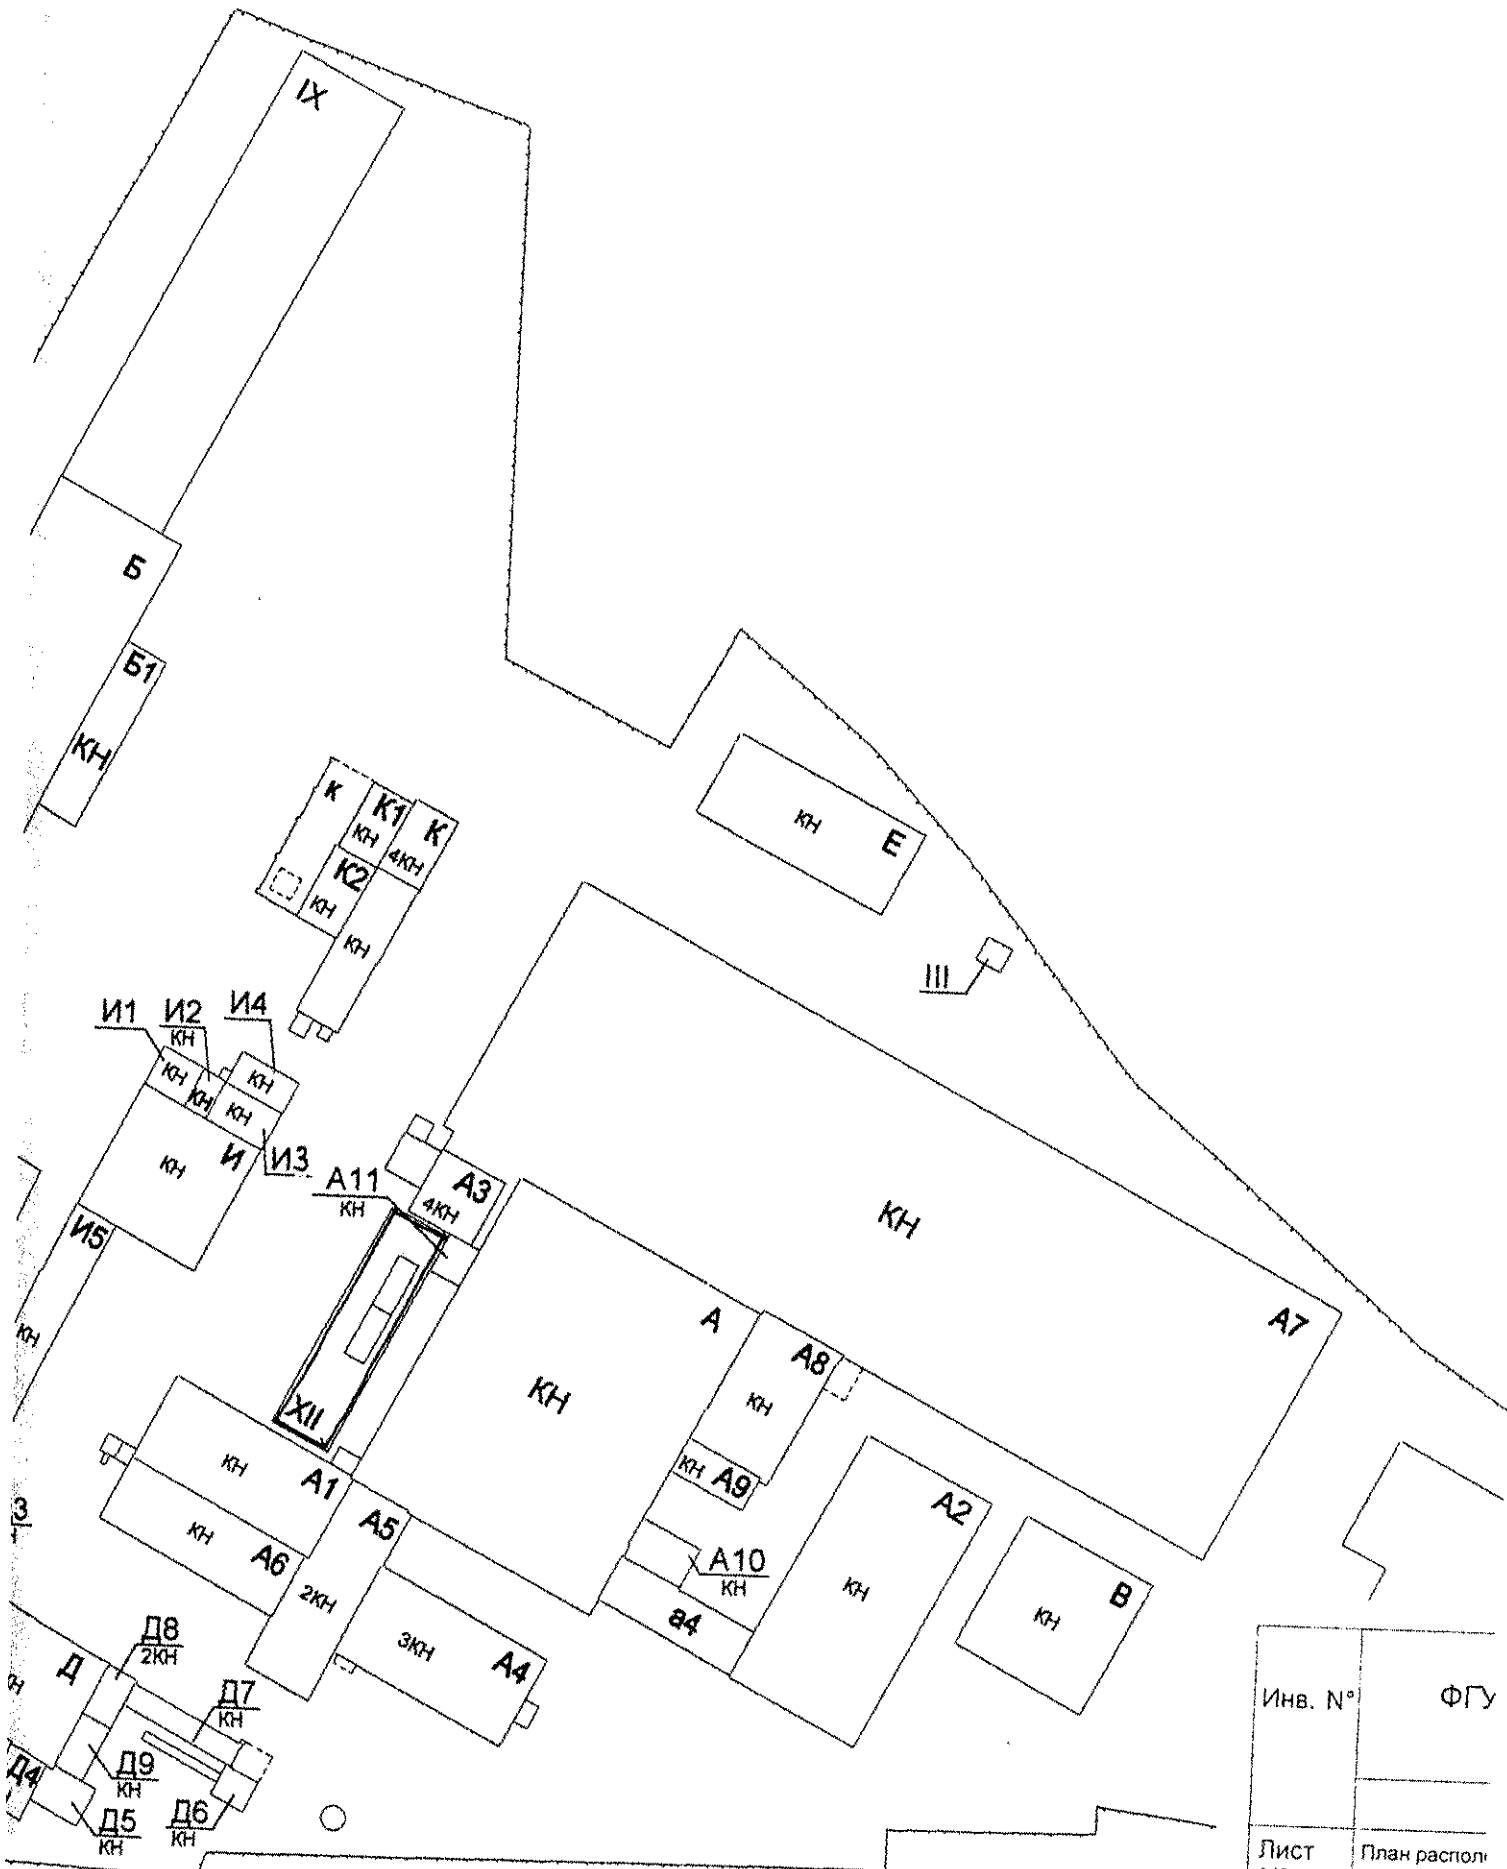 IX
Б
Б1
КН
к
К1
КН
К
4КН
К2
КН
КН
КН
Е
III
И1
И2
КН
И4
КН
КН
КН
КН
И3
КН
И
И5
КН
А11
КН
А3
4КН
КН
А7
А
КН
А8
КН
КН
А9
XII
КН
А1
КН
А6
А5
2КН
3КН
А4
А10
КН
а4
А2
КН
В
КН
3
Д
Д8
2КН
Д7
КН
Д9
КН
Д4
Д5
КН
Д6
КН
Инв. N°
ФГУ
Лист
План распол